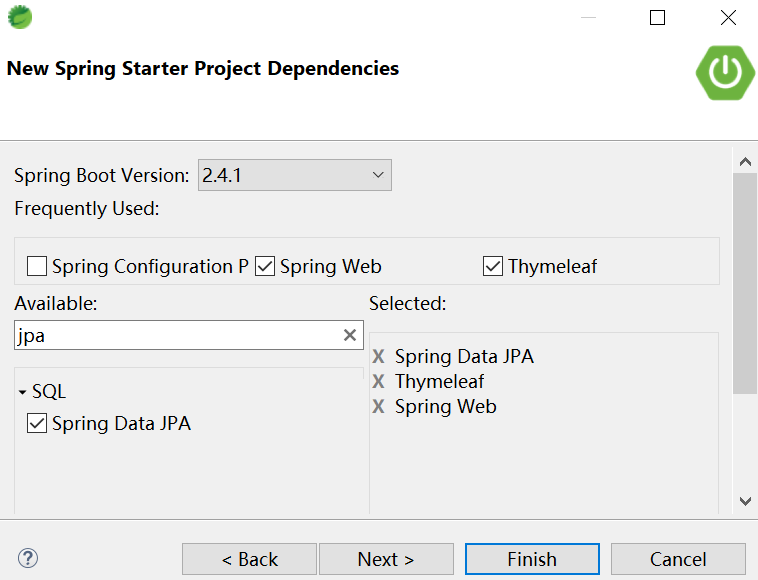 New Spring Starter Project Dependencies
Spring Boot Version: 2.4.1
Frequently Used:
Spring Configuration P Spring Web Thymeleaf
Available:
jpa
SQL
Spring Data JPA
Selected:
X Spring Data JPA
X Thymeleaf
X Spring Web
? < Back Next > Finish Cancel